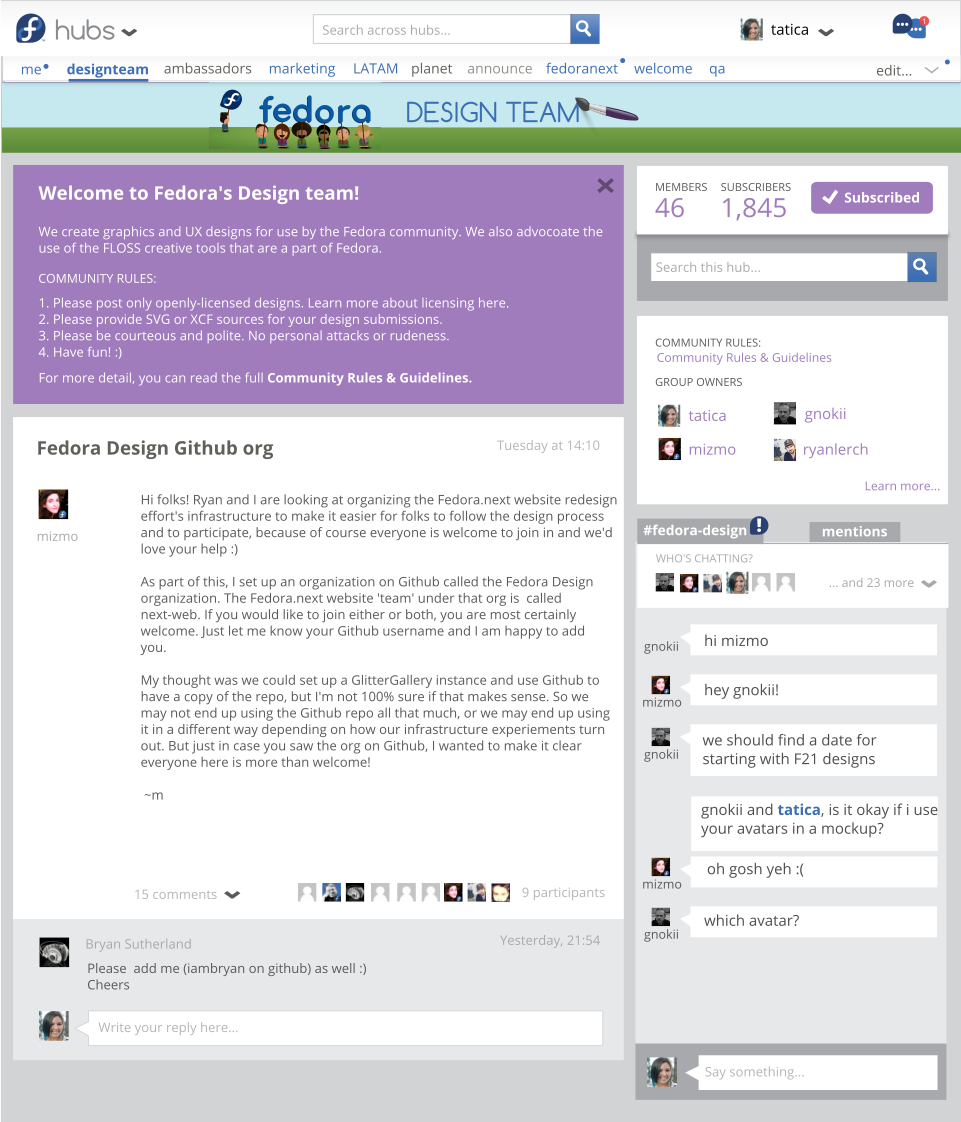 hubs
Search across hubs...
tatica
1
me
designteam
ambassadors
marketing
LATAM
planet
announce
fedoranext
welcome
qa
edit...
fedora DESIGN TEAM
Welcome to Fedora's Design team!
We create graphics and UX designs for use by the Fedora community. We also advocoate the
use of the FLOSS creative tools that are a part of Fedora.
COMMUNITY RULES:
1. Please post only openly-licensed designs. Learn more about licensing here.
2. Please provide SVG or XCF sources for your design submissions.
3. Please be courteous and polite. No personal attacks or rudeness.
4. Have fun! :)
For more detail, you can read the full Community Rules & Guidelines.
Fedora Design Github org
Tuesday at 14:10
mizmo
Hi folks! Ryan and I are looking at organizing the Fedora.next website redesign
effort's infrastructure to make it easier for folks to follow the design process
and to participate, because of course everyone is welcome to join in and we'd
love your help :)
As part of this, I set up an organization on Github called the Fedora Design
organization. The Fedora.next website 'team' under that org is  called
next-web. If you would like to join either or both, you are most certainly
welcome. Just let me know your Github username and I am happy to add
you.
My thought was we could set up a GlitterGallery instance and use Github to
have a copy of the repo, but I'm not 100% sure if that makes sense. So we
may not end up using the Github repo all that much, or we may end up using
it in a different way depending on how our infrastructure experiements turn
out. But just in case you saw the org on Github, I wanted to make it clear
everyone here is more than welcome!
~m
15 comments
9 participants
Bryan Sutherland
Yesterday, 21:54
Please  add me (iambryan on github) as well :)
Cheers
Write your reply here...
MEMBERS
46
SUBSCRIBERS
1,845
Subscribed
Search this hub...
COMMUNITY RULES:
Community Rules & Guidelines
GROUP OWNERS
tatica
gnokii
mizmo
ryanlerch
Learn more...
#fedora-design
!
mentions
WHO'S CHATTING?
... and 23 more
gnokii
hi mizmo
mizmo
hey gnokii!
gnokii
we should find a date for
starting with F21 designs
gnokii and tatica, is it okay if i use
your avatars in a mockup?
mizmo
oh gosh yeh :(
gnokii
which avatar?
Say something...